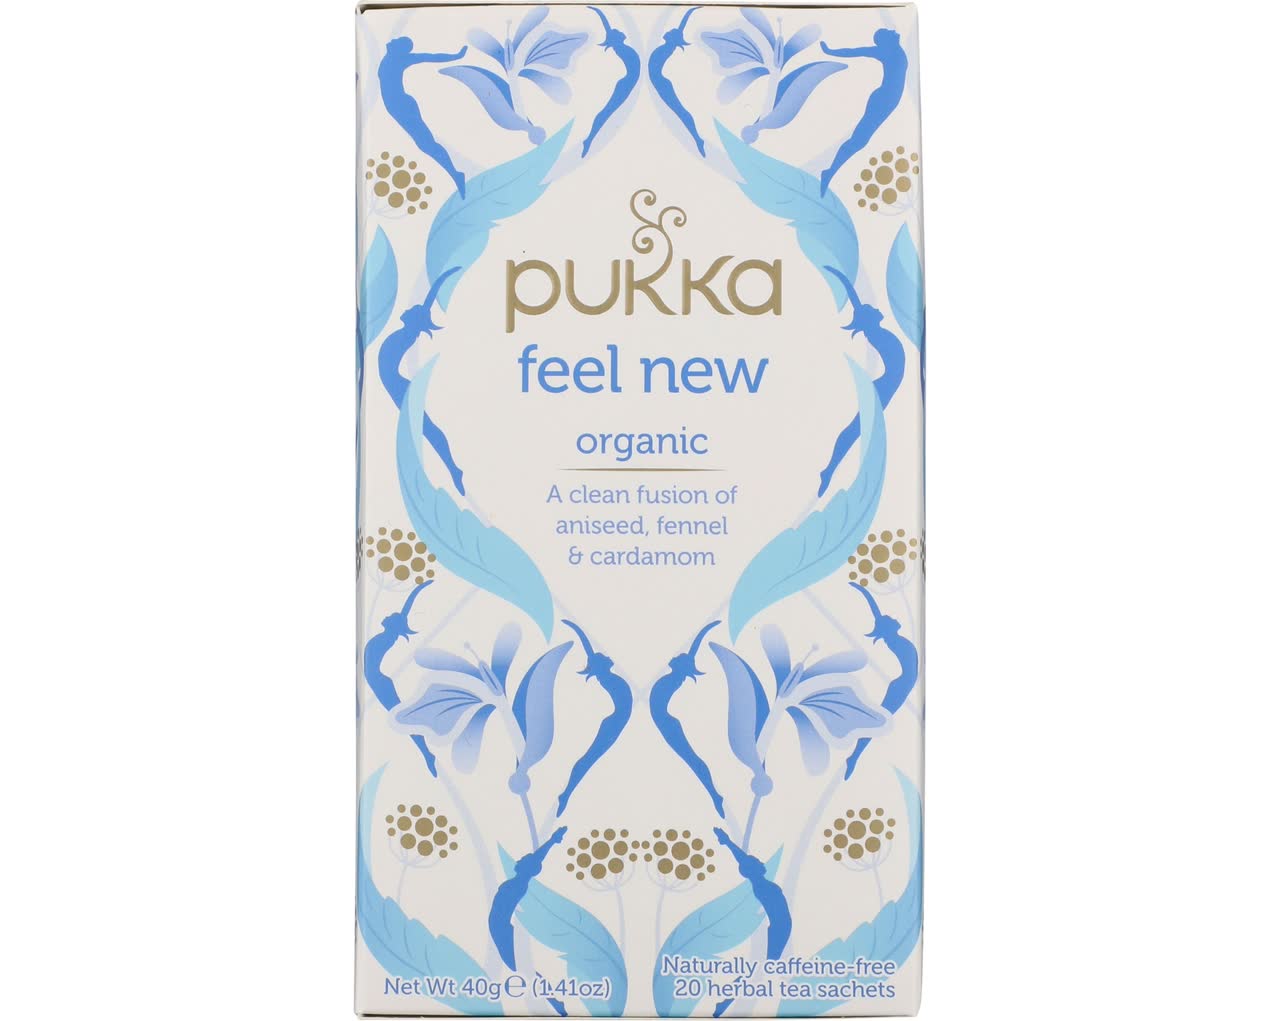 pukka
feel new
organic
A clean fusion of
aniseed, fennel
& cardamom
Naturally caffeine-free
Net Wt 40g℮ (1.41oz)
20 herbal tea sachets